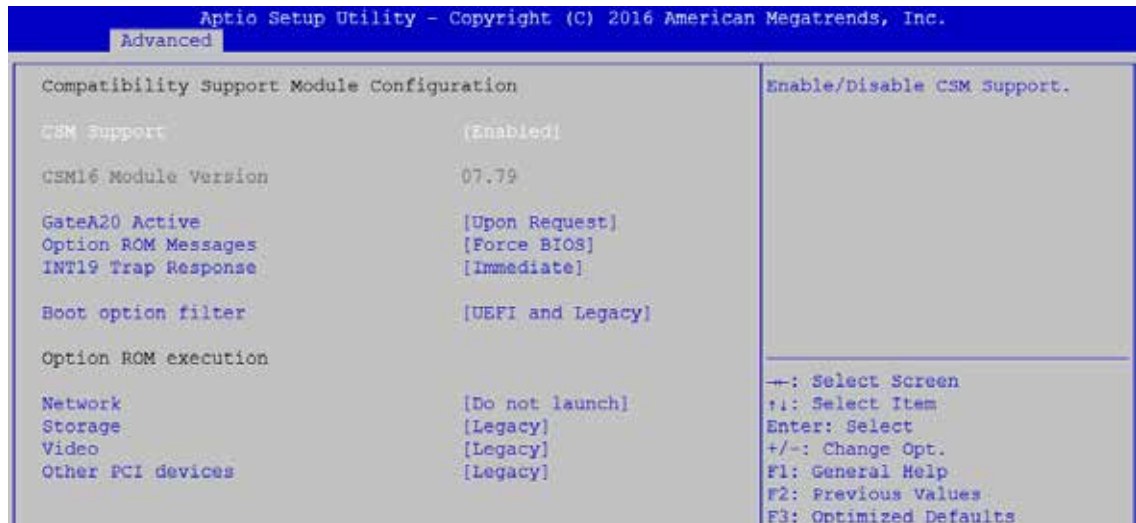 Aptio Setup Utility - Copyright (C) 2016 American Megatrends, Inc.
Advanced
Compatibility Support Module Configuration
Enable/Disable CSM Support.
CSM Support [Enabled]
CSM16 Module Version 07.79
GateA20 Active [Upon Request]
Option ROM Messages [Force BIOS]
INT19 Trap Response [Immediate]
Boot option filter [UEFI and Legacy]
Option ROM execution
Network [Do not launch]
Storage [Legacy]
Video [Legacy]
Other PCI devices [Legacy]
→←: Select Screen
↑↓: Select Item
Enter: Select
+/-: Change Opt.
F1: General Help
F2: Previous Values
F3: Optimized Defaults